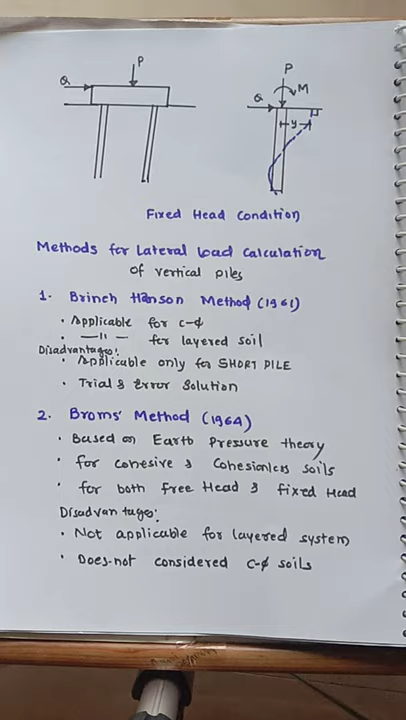 P
Q
P
M
Q
y
Fixed Head Condition
Methods for Lateral Load Calculation
of vertical piles
1. Brinch Hanson Method (1961)
• Applicable for c-ϕ
• —11— for layered soil
Disadvantages:
• Applicable only for SHORT PILE
• Trial & Error Solution
2. Broms' Method (1964)
• Based on Earth Pressure theory
• for cohesive & Cohesionless soils
• for both free Head & fixed Head
Disadvantages:
• Not applicable for layered system
• Does-not considered c-ϕ soils